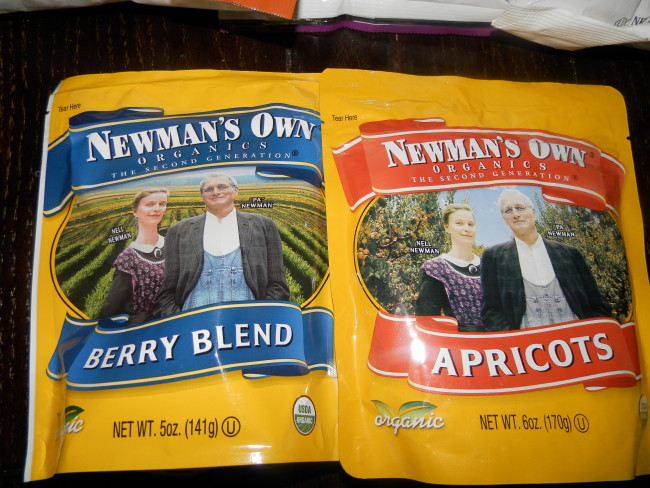 Tear Here
NEWMAN'S OWN
ORGANICS
THE SECOND GENERATION®
NELL
NEWMAN
PA
NEWMAN
BERRY BLEND
NET WT. 5oz. (141g) U
USDA
ORGANIC
Tear Here
NEWMAN'S OWN
ORGANICS
THE SECOND GENERATION®
NELL
NEWMAN
PA
NEWMAN
APRICOTS
organic
NET WT. 6oz. (170g) U